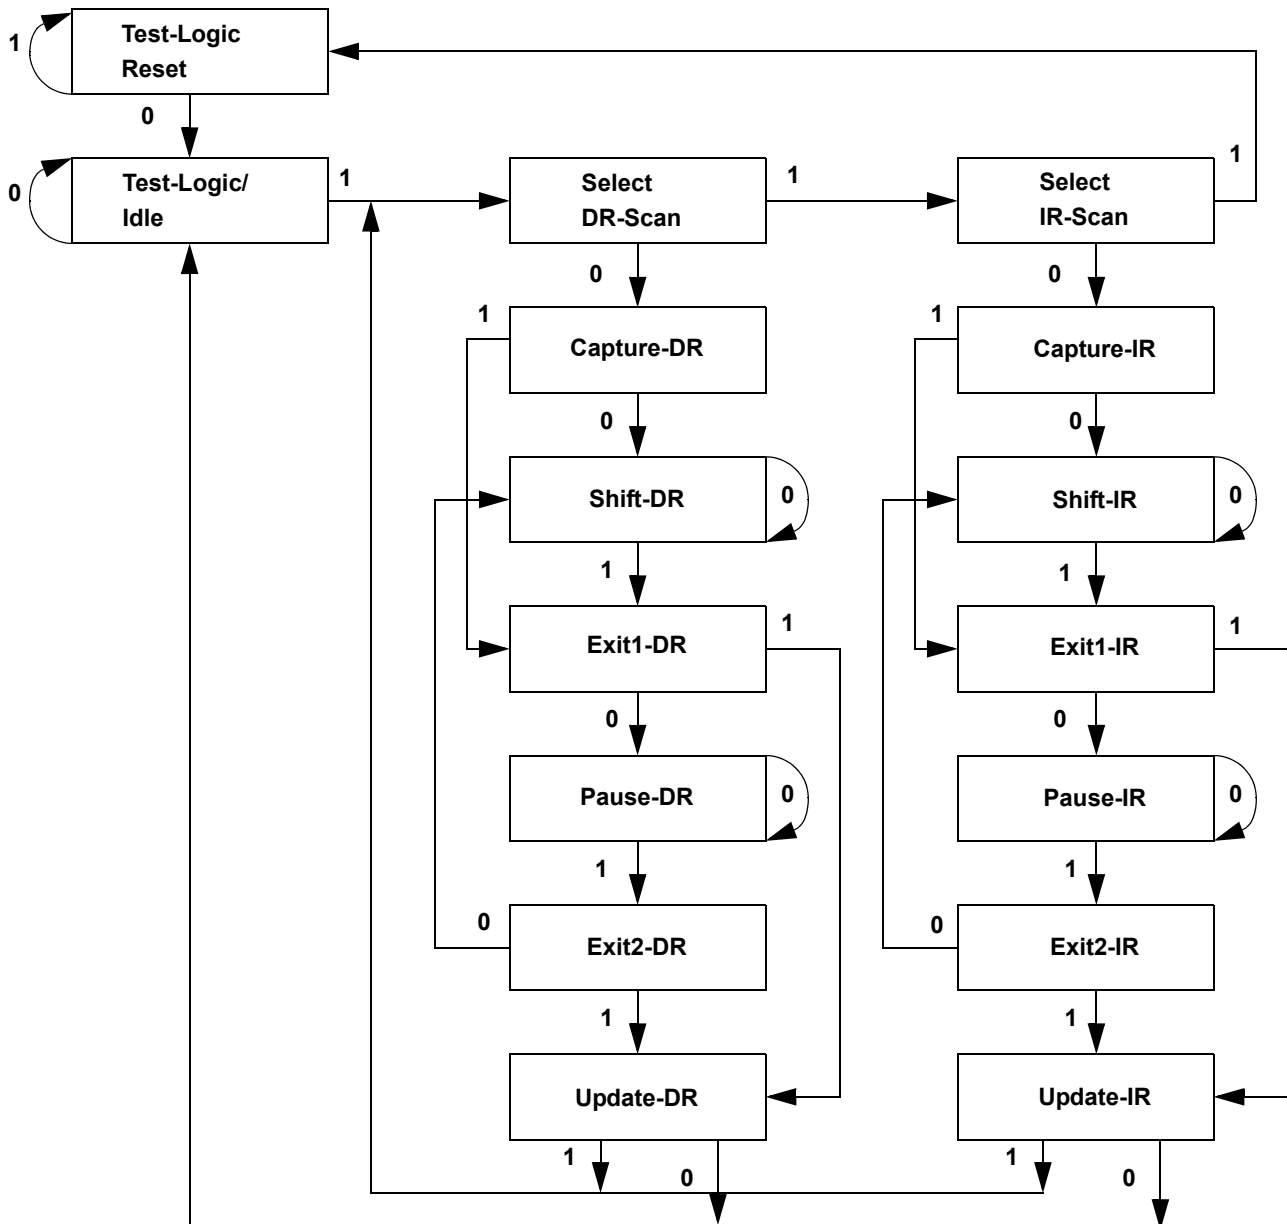 Test-Logic
Reset
1
0
Test-Logic/
Idle
0
1
Select
DR-Scan
1
Select
IR-Scan
1
0
0
1
Capture-DR
1
Capture-IR
0
0
Shift-DR
0
Shift-IR
0
1
1
Exit1-DR
1
Exit1-IR
1
0
0
Pause-DR
0
Pause-IR
0
1
1
0
Exit2-DR
0
Exit2-IR
1
1
Update-DR
Update-IR
1
0
1
0